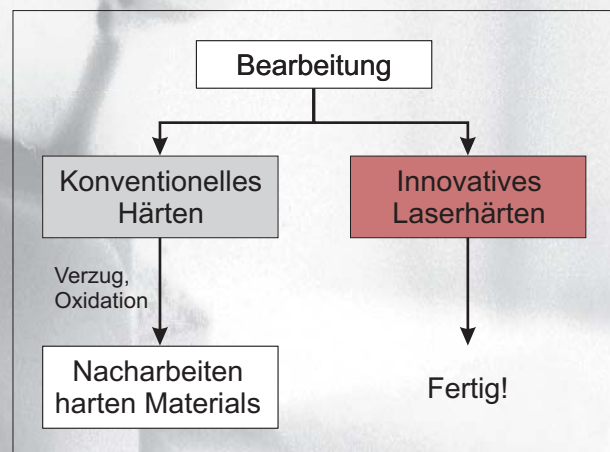 Bearbeitung
Konventionelles
Härten
Innovatives
Laserhärten
Verzug,
Oxidation
Nacharbeiten
harten Materials
Fertig!